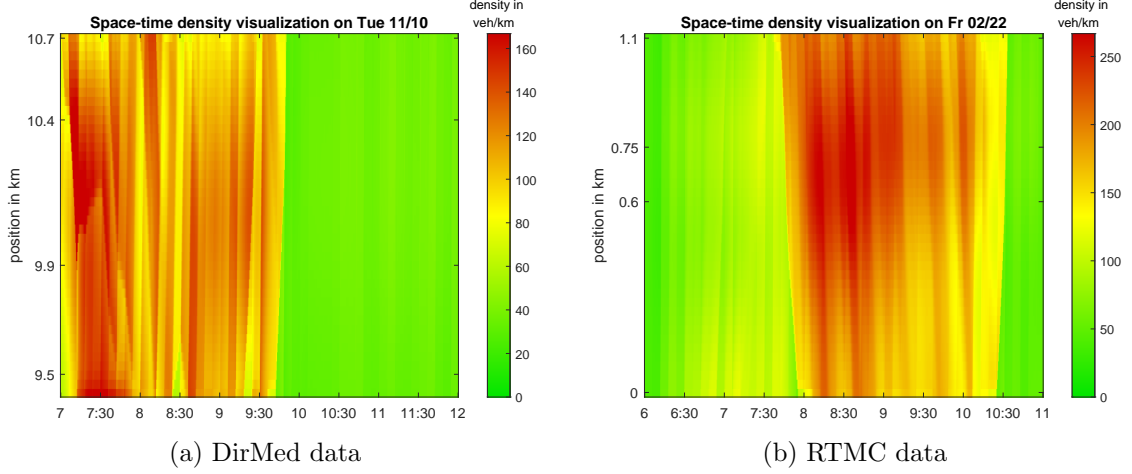 density in
veh/km
Space-time density visualization on Tue 11/10
10.7
10.4
9.9
9.5
position in km
7 7:30 8 8:30 9 9:30 10 10:30 11 11:30 12
160
140
120
100
80
60
40
20
0
(a) DirMed data
density in
veh/km
Space-time density visualization on Fr 02/22
1.1
0.75
0.6
0
position in km
6 6:30 7 7:30 8 8:30 9 9:30 10 10:30 11
250
200
150
100
50
0
(b) RTMC data